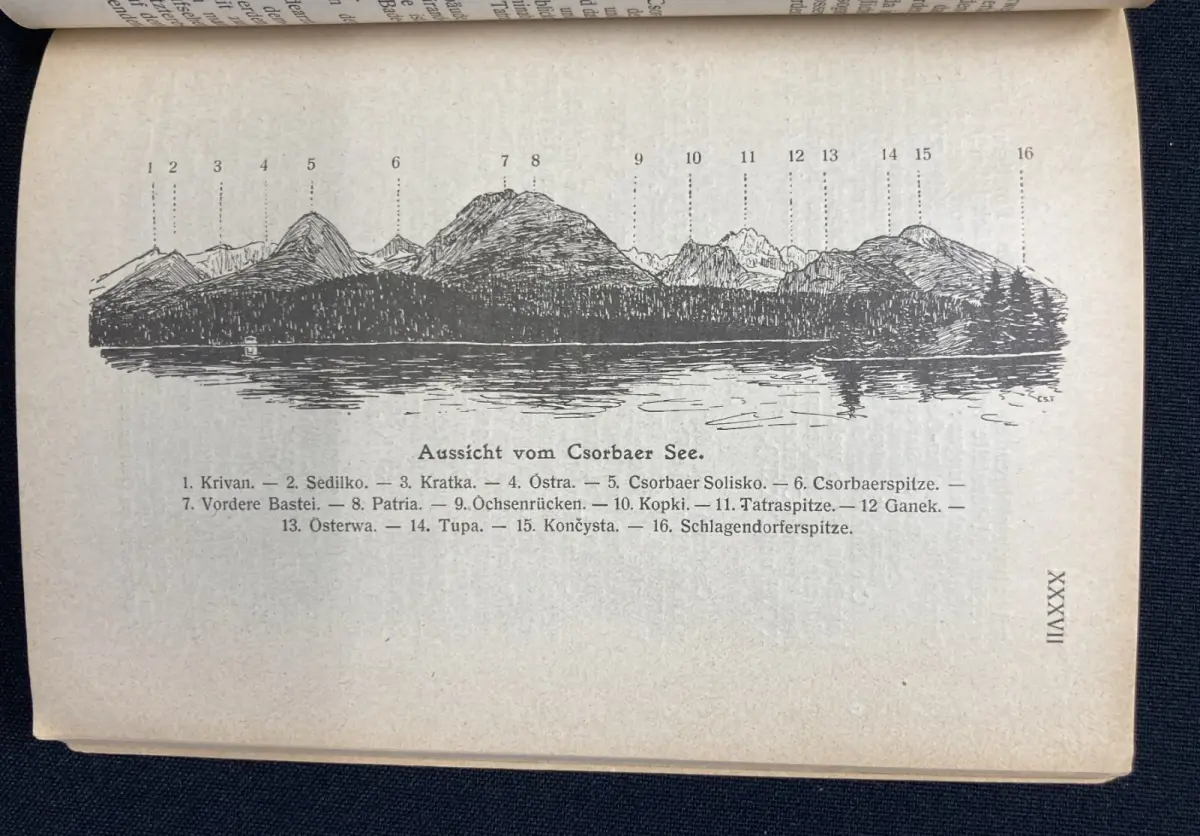 1 2 3 4 5 6 7 8 9 10 11 12 13 14 15 16
Aussicht vom Csorbaer See.
1. Krivan. — 2. Sedilko. — 3. Kratka. — 4. Östra. — 5. Csorbaer Solisko. — 6. Csorbaerspitze. —
7. Vordere Bastei. — 8. Patria. — 9. Ochsenrücken. — 10. Kopki. — 11. Tatraspitze. — 12 Ganek. —
13. Osterwa. — 14. Tupa. — 15. Končysta. — 16. Schlagendorferspitze.
XXXVII